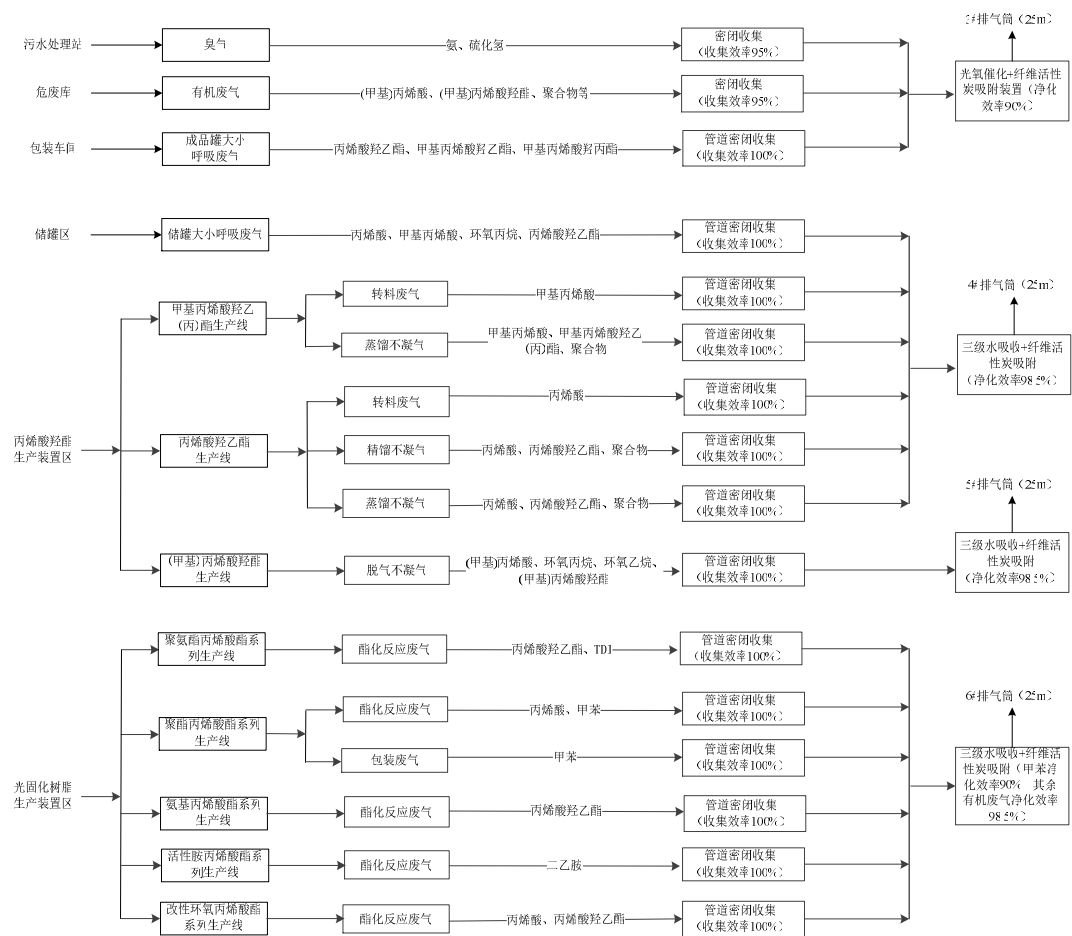 3#排气筒（25m）
污水处理站
臭气
氨、硫化氢
密闭收集
（收集效率95%）
光氧催化+纤维活性
炭吸附装置（净化
效率90%）
危废库
有机废气
(甲基)丙烯酸、(甲基)丙烯酸羟酯、聚合物等
密闭收集
（收集效率95%）
包装车间
成品罐大小
呼吸废气
丙烯酸羟乙酯、甲基丙烯酸羟乙酯、甲基丙烯酸羟丙酯
管道密闭收集
（收集效率100%）
储罐区
储罐大小呼吸废气
丙烯酸、甲基丙烯酸、环氧丙烷、丙烯酸羟乙酯
管道密闭收集
（收集效率100%）
4#排气筒（25m）
甲基丙烯酸羟乙
(丙）酯生产线
转料废气
甲基丙烯酸
管道密闭收集
（收集效率100%）
蒸馏不凝气
甲基丙烯酸、甲基丙烯酸羟乙
(丙)酯、聚合物
管道密闭收集
（收集效率100%）
三级水吸收+纤维活
性炭吸附
（净化效率98.5%）
转料废气
丙烯酸
管道密闭收集
（收集效率100%）
丙烯酸羟酯
生产装置区
丙烯酸羟乙酯
生产线
精馏不凝气
丙烯酸、丙烯酸羟乙酯、聚合物
管道密闭收集
（收集效率100%）
蒸馏不凝气
丙烯酸、丙烯酸羟乙酯、聚合物
管道密闭收集
（收集效率100%）
5#排气筒（25m）
(甲基）丙烯酸羟酯
生产线
脱气不凝气
(甲基)丙烯酸、环氧丙烷、环氧乙烷、
(甲基)丙烯酸羟酯
管道密闭收集
（收集效率100%）
三级水吸收+纤维活
性炭吸附
（净化效率98.5%）
聚氨酯丙烯酸酯系
列生产线
酯化反应废气
丙烯酸羟乙酯、TDI
管道密闭收集
（收集效率100%）
6#排气筒（25m）
聚酯丙烯酸酯系列
生产线
酯化反应废气
丙烯酸、甲苯
管道密闭收集
（收集效率100%）
包装废气
甲苯
管道密闭收集
（收集效率100%）
三级水吸收+纤维活
性炭吸附（甲苯净
化效率90% 其余
有机废气净化效率
98.5%）
光固化树脂
生产装置区
氨基丙烯酸酯系列
生产线
酯化反应废气
丙烯酸羟乙酯
管道密闭收集
（收集效率100%）
活性胺丙烯酸酯系
列生产线
酯化反应废气
二乙胺
管道密闭收集
（收集效率100%）
改性环氧丙烯酸酯
系列生产线
酯化反应废气
丙烯酸、丙烯酸羟乙酯
管道密闭收集
（收集效率100%）